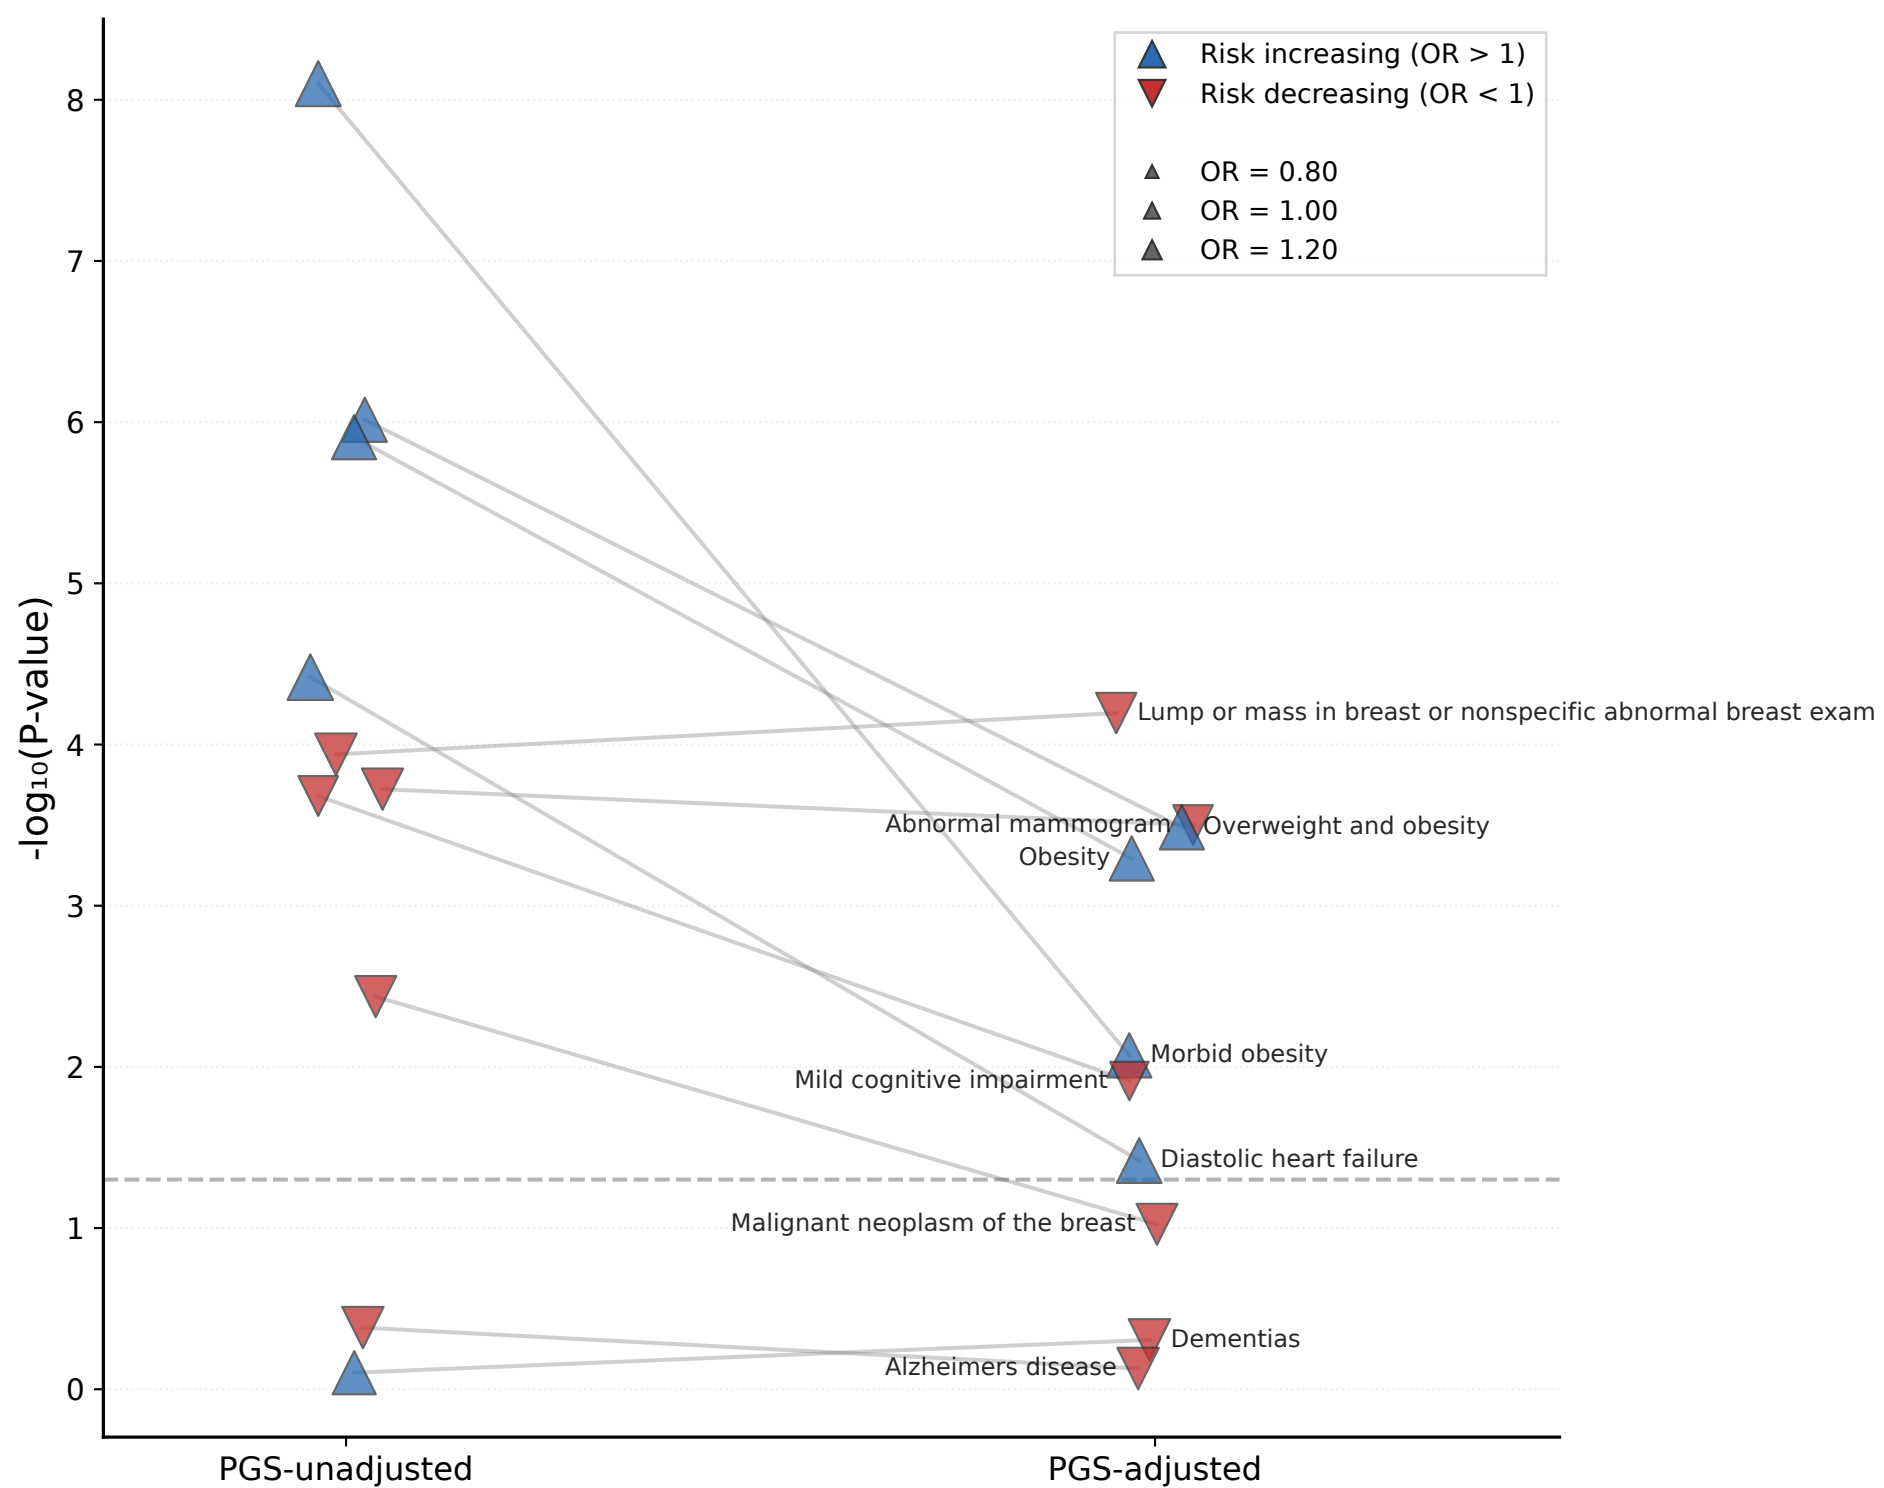 Risk increasing (OR > 1)
Risk decreasing (OR < 1)
OR = 0.80
OR = 1.00
OR = 1.20
8
7
6
5
4
3
2
1
0
-log₁₀(P-value)
Lump or mass in breast or nonspecific abnormal breast exam
Abnormal mammogram
Overweight and obesity
Obesity
Morbid obesity
Mild cognitive impairment
Diastolic heart failure
Malignant neoplasm of the breast
Dementias
Alzheimers disease
PGS-unadjusted
PGS-adjusted